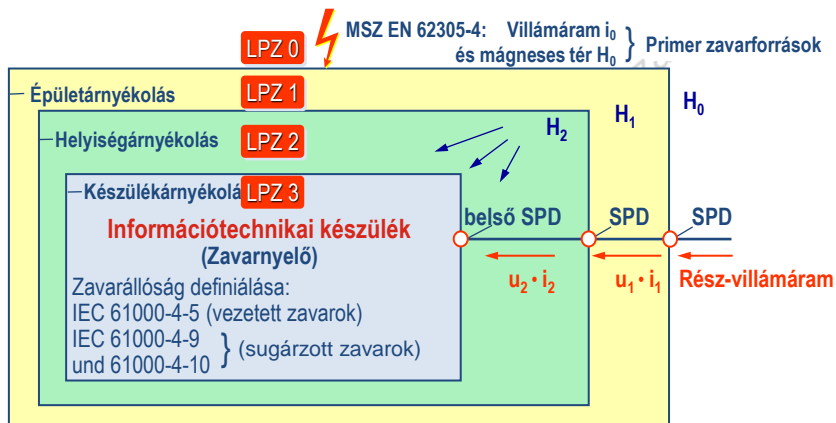 MSZ EN 62305-4: Villámáram i₀
és mágneses tér H₀ } Primer zavarforrások
LPZ 0
LPZ 1
Épületárnyékolás
H₀
H₁
H₂
LPZ 2
Helyiségárnyékolás
LPZ 3
Készülékárnyékolá
Információtechnikai készülék
(Zavarnyelő)
belső SPD
SPD
SPD
u₂ • i₂
u₁ • i₁
Rész-villámáram
Zavarállóság definiálása:
IEC 61000-4-5 (vezetett zavarok)
IEC 61000-4-9
und 61000-4-10 } (sugárzott zavarok)